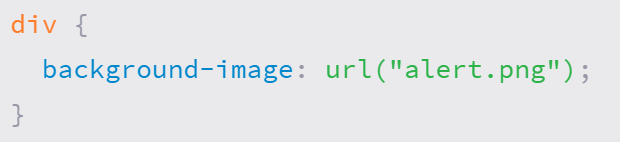 div {
  background-image: url("alert.png");
}